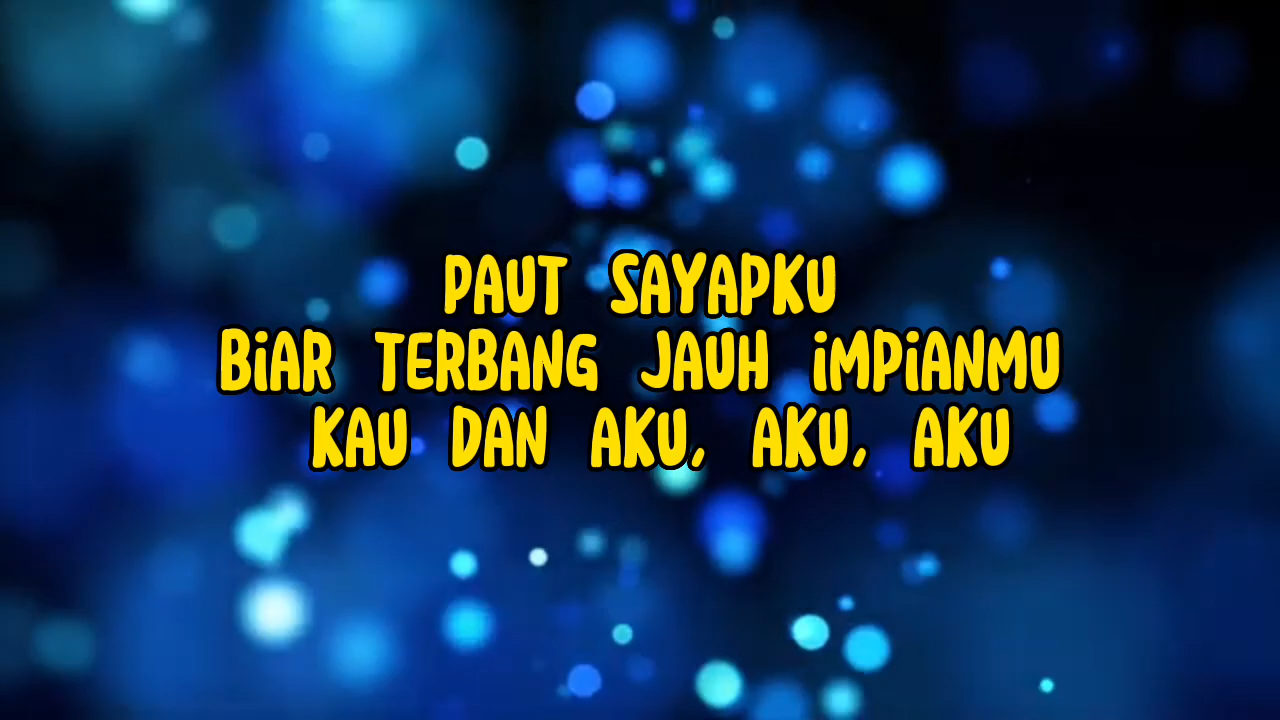 PAUT SAYAPKU
BiAR TERBANG JAUH iMPiANMU
KAU DAN AKU, AKU, AKU